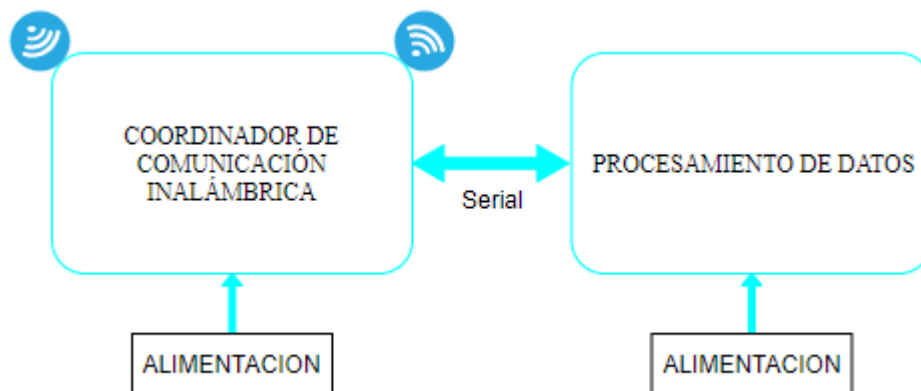 COORDINADOR DE
COMUNICACIÓN
INALÁMBRICA
Serial
PROCESAMIENTO DE DATOS
ALIMENTACION
ALIMENTACION